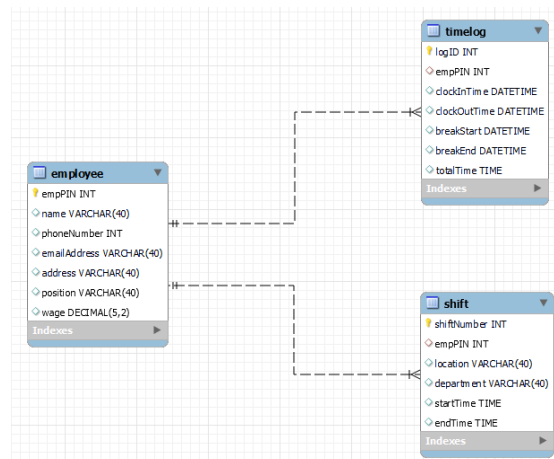 timelog
logID INT
empPIN INT
clockInTime DATETIME
clockOutTime DATETIME
breakStart DATETIME
breakEnd DATETIME
totalTime TIME
Indexes
employee
empPIN INT
name VARCHAR(40)
phoneNumber INT
emailAddress VARCHAR(40)
address VARCHAR(40)
position VARCHAR(40)
wage DECIMAL(5,2)
Indexes
shift
shiftNumber INT
empPIN INT
location VARCHAR(40)
department VARCHAR(40)
startTime TIME
endTime TIME
Indexes